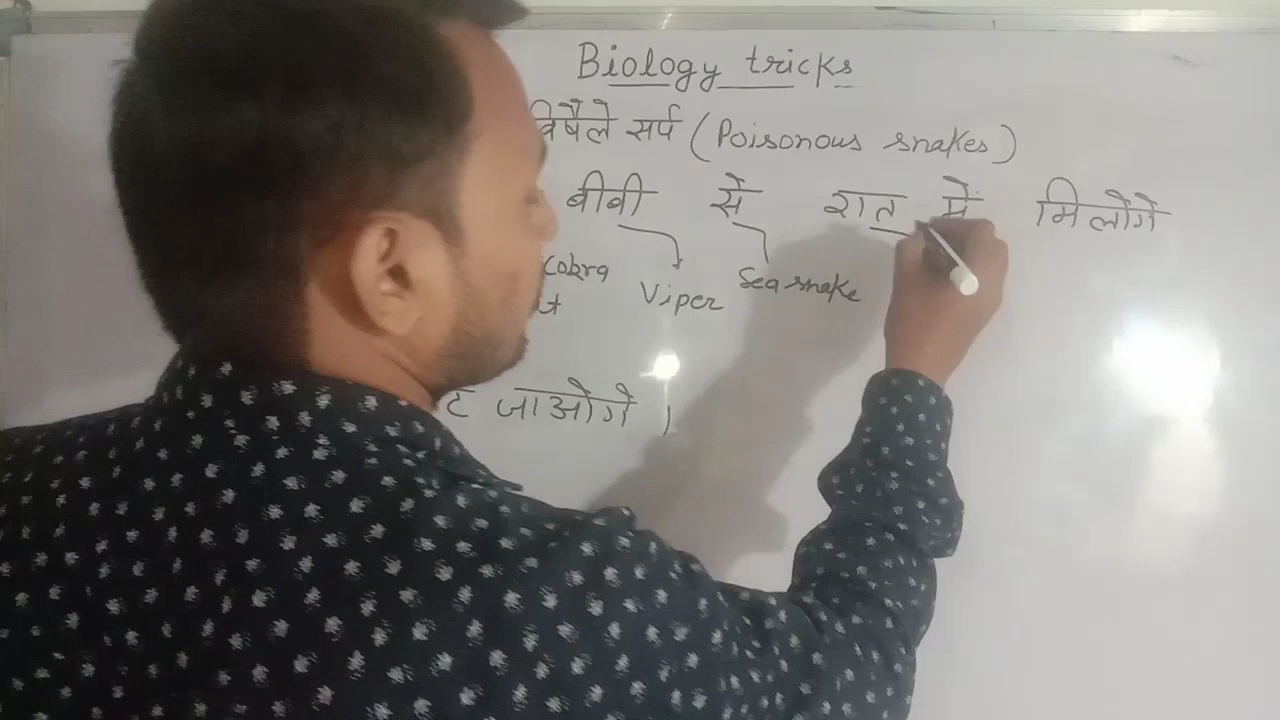 Biology tricks
विषैले सर्प (Poisonous snakes)
बीवी से रात में मिलोगे
Cobra Viper Sea snake
जाओगे ।